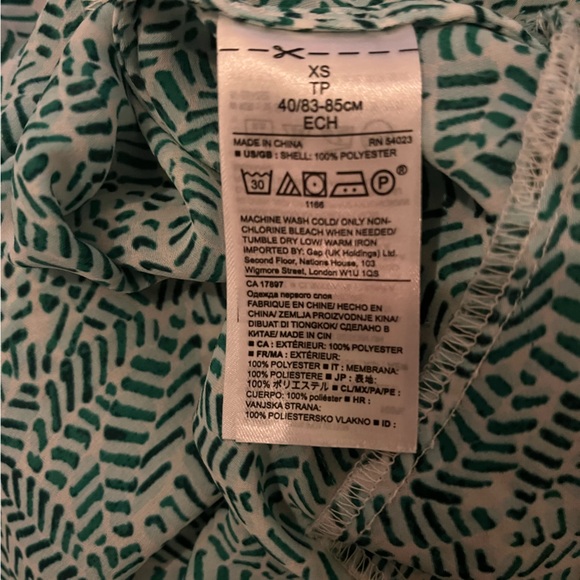 XS
TP
40/83-85CM
ECH
MADE IN CHINA RN 54023
■ US/GB : SHELL: 100% POLYESTER
30 P ®
1166
MACHINE WASH COLD/ ONLY NON-
CHLORINE BLEACH WHEN NEEDED/
TUMBLE DRY LOW/ WARM IRON
IMPORTED BY: Gap (UK Holdings) Ltd.
Second Floor, Nations House, 103
Wigmore Street, London W1U 1QS
CA 17897
Одежда первого слоя
FABRIQUE EN CHINE/ HECHO EN
CHINA/ ZEMLJA PROIZVODNJE KINA/
DIBUAT DI TIONGKOK/ СДЕЛАНО В
КИТАЕ/ MADE IN CIN
■ CA : EXTÉRIEUR: 100% POLYESTER
■ FR/MA : EXTÉRIEUR:
100% POLYESTER ■ IT : MEMBRANA:
100% POLIESTERE ■ JP : 表地:
100% ポリエステル ■ CL/MX/PA/PE :
CUERPO: 100% poliéster ■ HR :
VANJSKA STRANA:
100% POLIESTERSKO VLAKNO ■ ID :